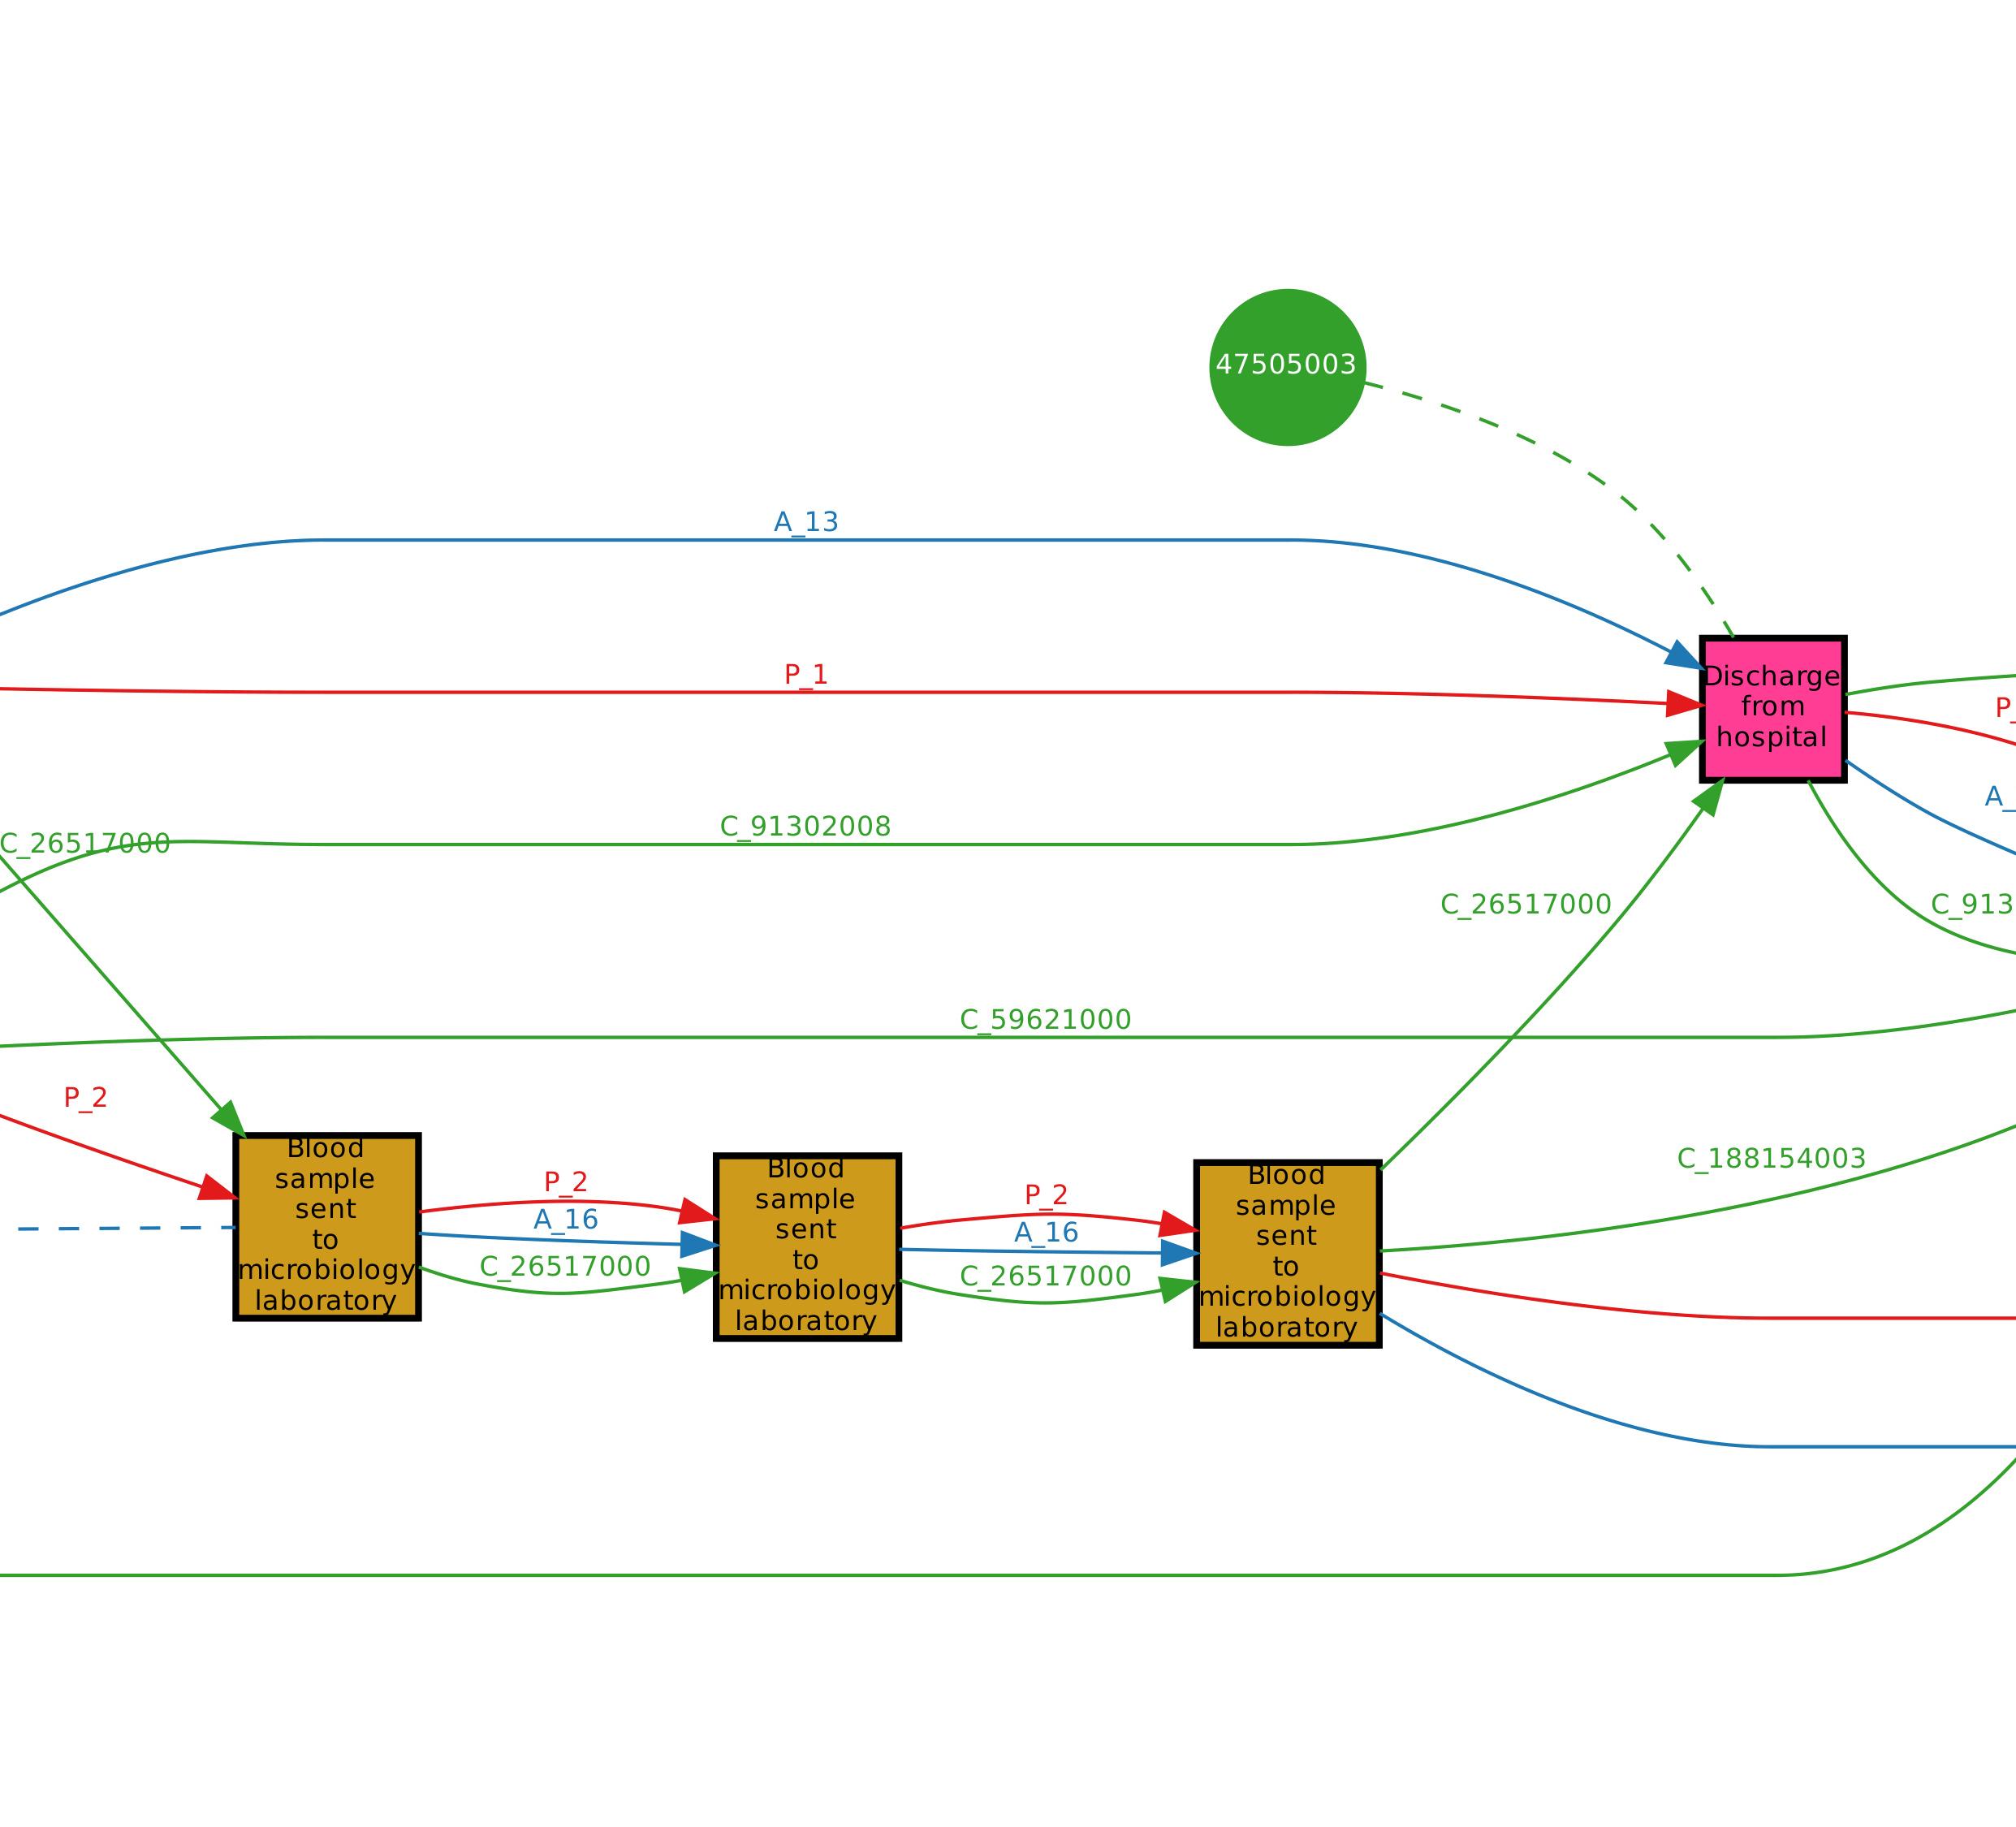 47505003
A_13
P_1
Discharge
from
hospital
P_
A_
C_91302008
C_26517000
C_26517000
C_913
C_59621000
P_2
C_188154003
Blood
sample
sent
to
microbiology
laboratory
P_2
A_16
C_26517000
Blood
sample
sent
to
microbiology
laboratory
P_2
A_16
C_26517000
Blood
sample
sent
to
microbiology
laboratory